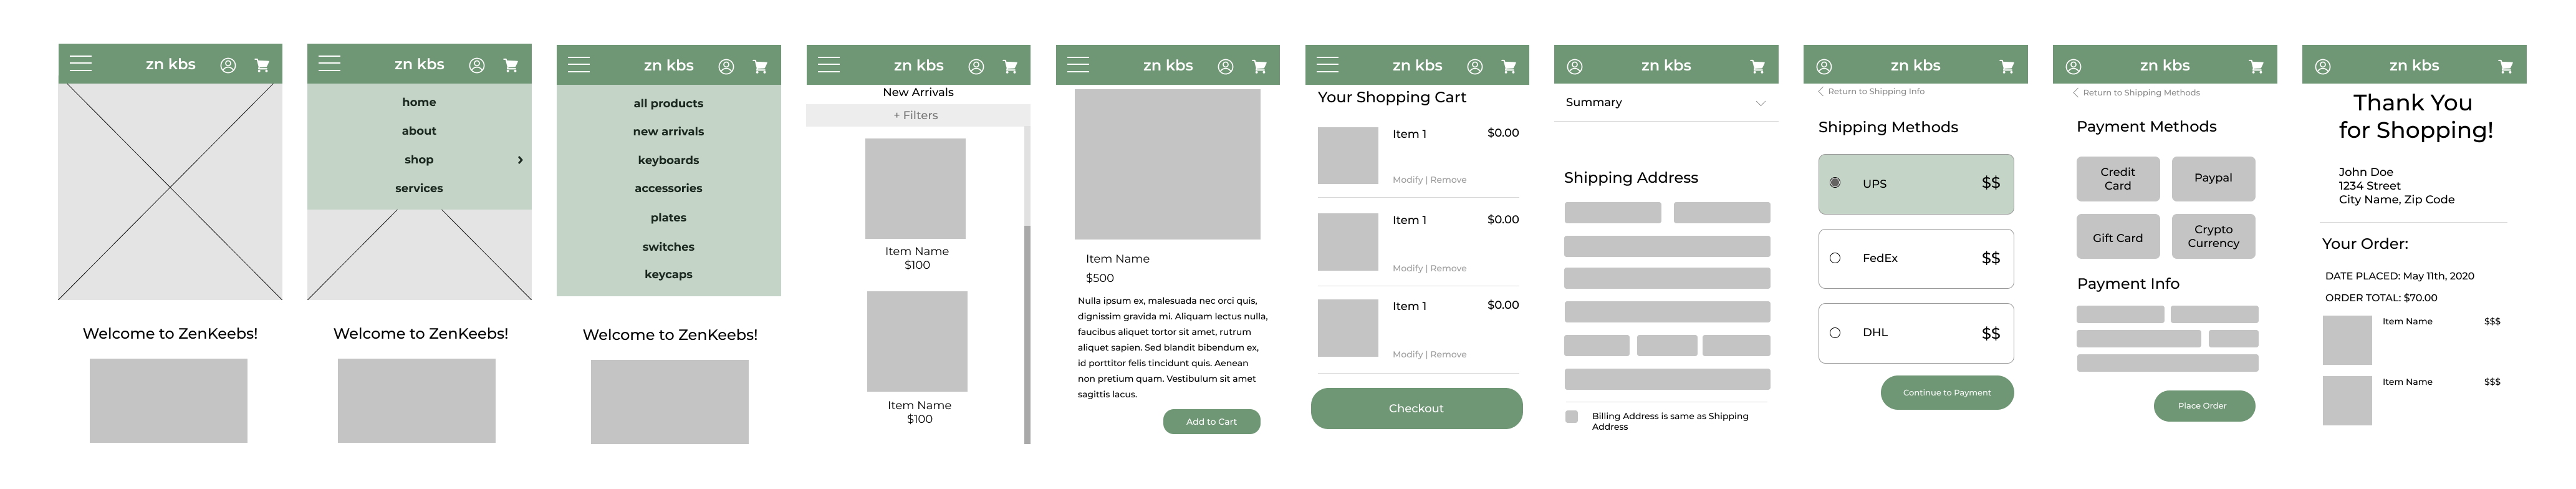 zn kbs
Welcome to ZenKeebs!
zn kbs
home
about
shop
services
Welcome to ZenKeebs!
zn kbs
all products
new arrivals
keyboards
accessories
plates
switches
keycaps
Welcome to ZenKeebs!
zn kbs
New Arrivals
+ Filters
Item Name
$100
Item Name
$100
zn kbs
Item Name
$500
Nulla ipsum ex, malesuada nec orci quis,
dignissim gravida mi. Aliquam lectus nulla,
faucibus aliquet tortor sit amet, rutrum
aliquet sapien. Sed blandit bibendum ex,
id porttitor felis tincidunt quis. Aenean
non pretium quam. Vestibulum sit amet
sagittis lacus.
Add to Cart
zn kbs
Your Shopping Cart
Item 1 $0.00
Modify | Remove
Item 1 $0.00
Modify | Remove
Item 1 $0.00
Modify | Remove
Checkout
zn kbs
Summary
Shipping Address
Billing Address is same as Shipping
Address
zn kbs
Return to Shipping Info
Shipping Methods
UPS $$
FedEx $$
DHL $$
Continue to Payment
zn kbs
Return to Shipping Methods
Payment Methods
Credit
Card
Paypal
Gift Card
Crypto
Currency
Payment Info
Place Order
zn kbs
Thank You
for Shopping!
John Doe
1234 Street
City Name, Zip Code
Your Order:
DATE PLACED: May 11th, 2020
ORDER TOTAL: $70.00
Item Name $$$
Item Name $$$